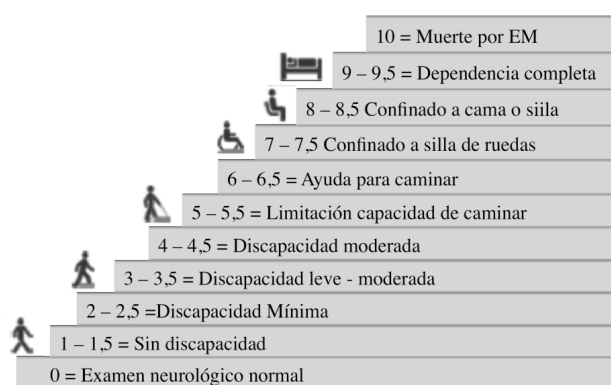 10 = Muerte por EM
9 – 9,5 = Dependencia completa
8 – 8,5 Confinado a cama o siila
7 – 7,5 Confinado a silla de ruedas
6 – 6,5 = Ayuda para caminar
5 – 5,5 = Limitación capacidad de caminar
4 – 4,5 = Discapacidad moderada
3 – 3,5 = Discapacidad leve - moderada
2 – 2,5 =Discapacidad Mínima
1 – 1,5 = Sin discapacidad
0 = Examen neurológico normal